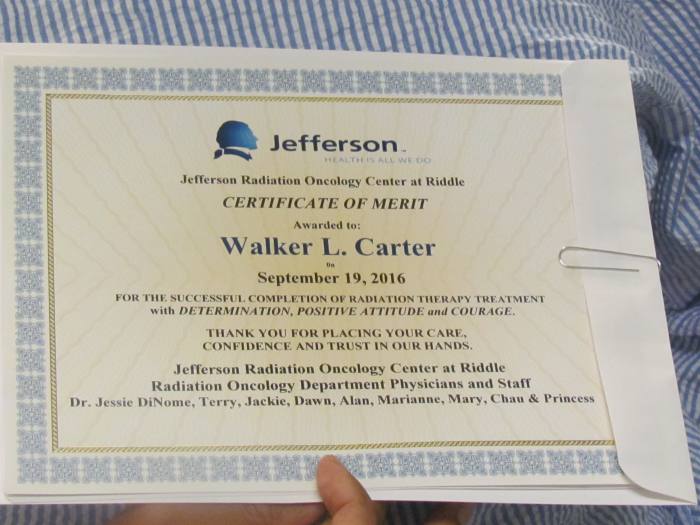 Jefferson™
HEALTH IS ALL WE DO
Jefferson Radiation Oncology Center at Riddle
CERTIFICATE OF MERIT
Awarded to:
Walker L. Carter
On
September 19, 2016
FOR THE SUCCESSFUL COMPLETION OF RADIATION THERAPY TREATMENT
with DETERMINATION, POSITIVE ATTITUDE and COURAGE.
THANK YOU FOR PLACING YOUR CARE,
CONFIDENCE AND TRUST IN OUR HANDS.
Jefferson Radiation Oncology Center at Riddle
Radiation Oncology Department Physicians and Staff
Dr. Jessie DiNome, Terry, Jackie, Dawn, Alan, Marianne, Mary, Chau & Princess